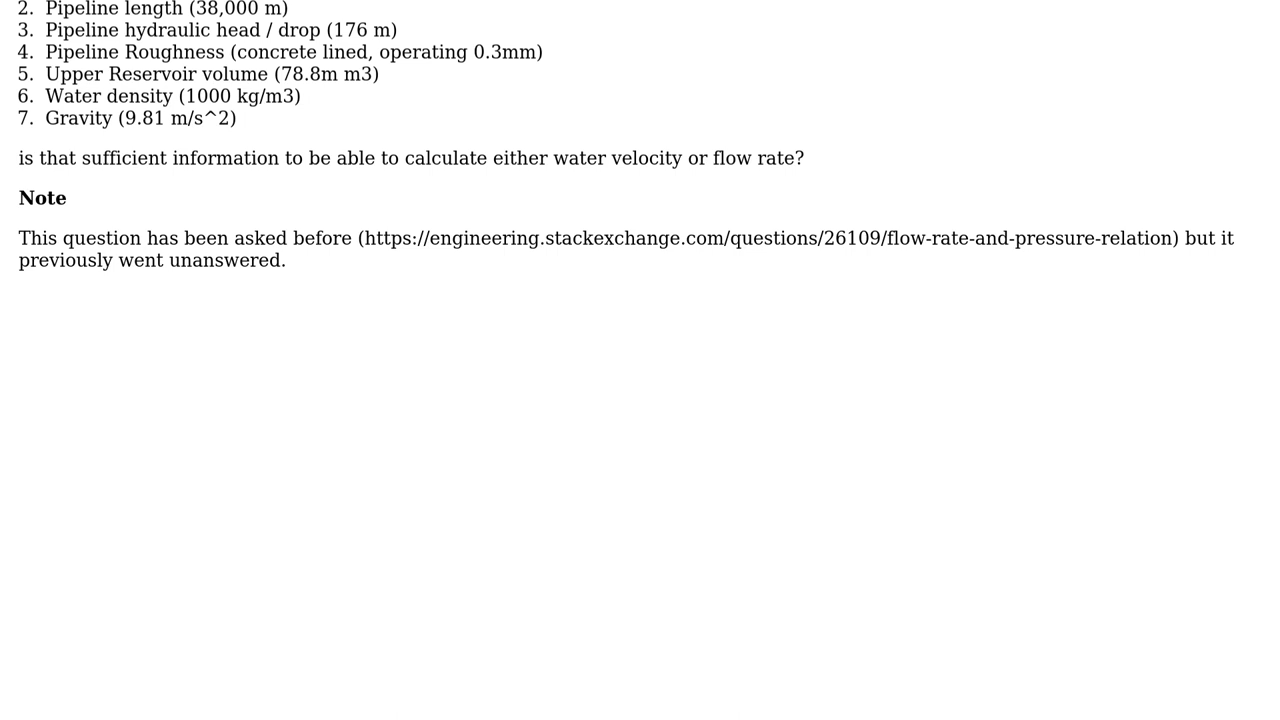 2. Pipeline length (38,000 m)
3. Pipeline hydraulic head / drop (176 m)
4. Pipeline Roughness (concrete lined, operating 0.3mm)
5. Upper Reservoir volume (78.8m m3)
6. Water density (1000 kg/m3)
7. Gravity (9.81 m/s^2)
is that sufficient information to be able to calculate either water velocity or flow rate?
Note
This question has been asked before (https://engineering.stackexchange.com/questions/26109/flow-rate-and-pressure-relation) but it
previously went unanswered.